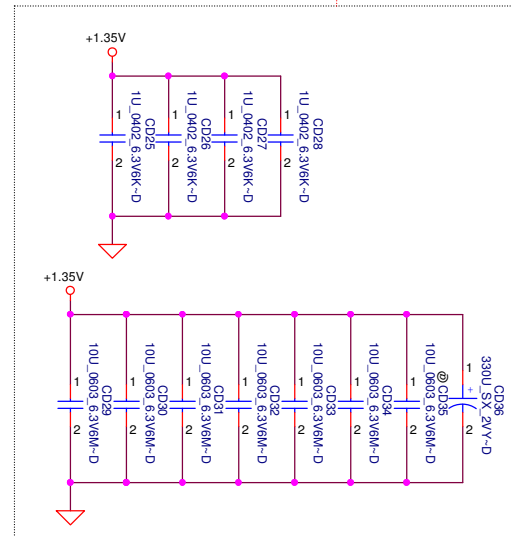 +1.35V
1
2
CD25
1U_0402_6.3V6K~D
1
2
CD26
1U_0402_6.3V6K~D
1
2
CD27
1U_0402_6.3V6K~D
1
2
CD28
1U_0402_6.3V6K~D
+1.35V
1
2
CD29
10U_0603_6.3V6M~D
1
2
CD30
10U_0603_6.3V6M~D
1
2
CD31
10U_0603_6.3V6M~D
1
2
CD32
10U_0603_6.3V6M~D
1
2
CD33
10U_0603_6.3V6M~D
1
2
CD34
10U_0603_6.3V6M~D
1
2
@CD35
10U_0603_6.3V6M~D
1
+
2
CD36
330U_SX_2VY~D